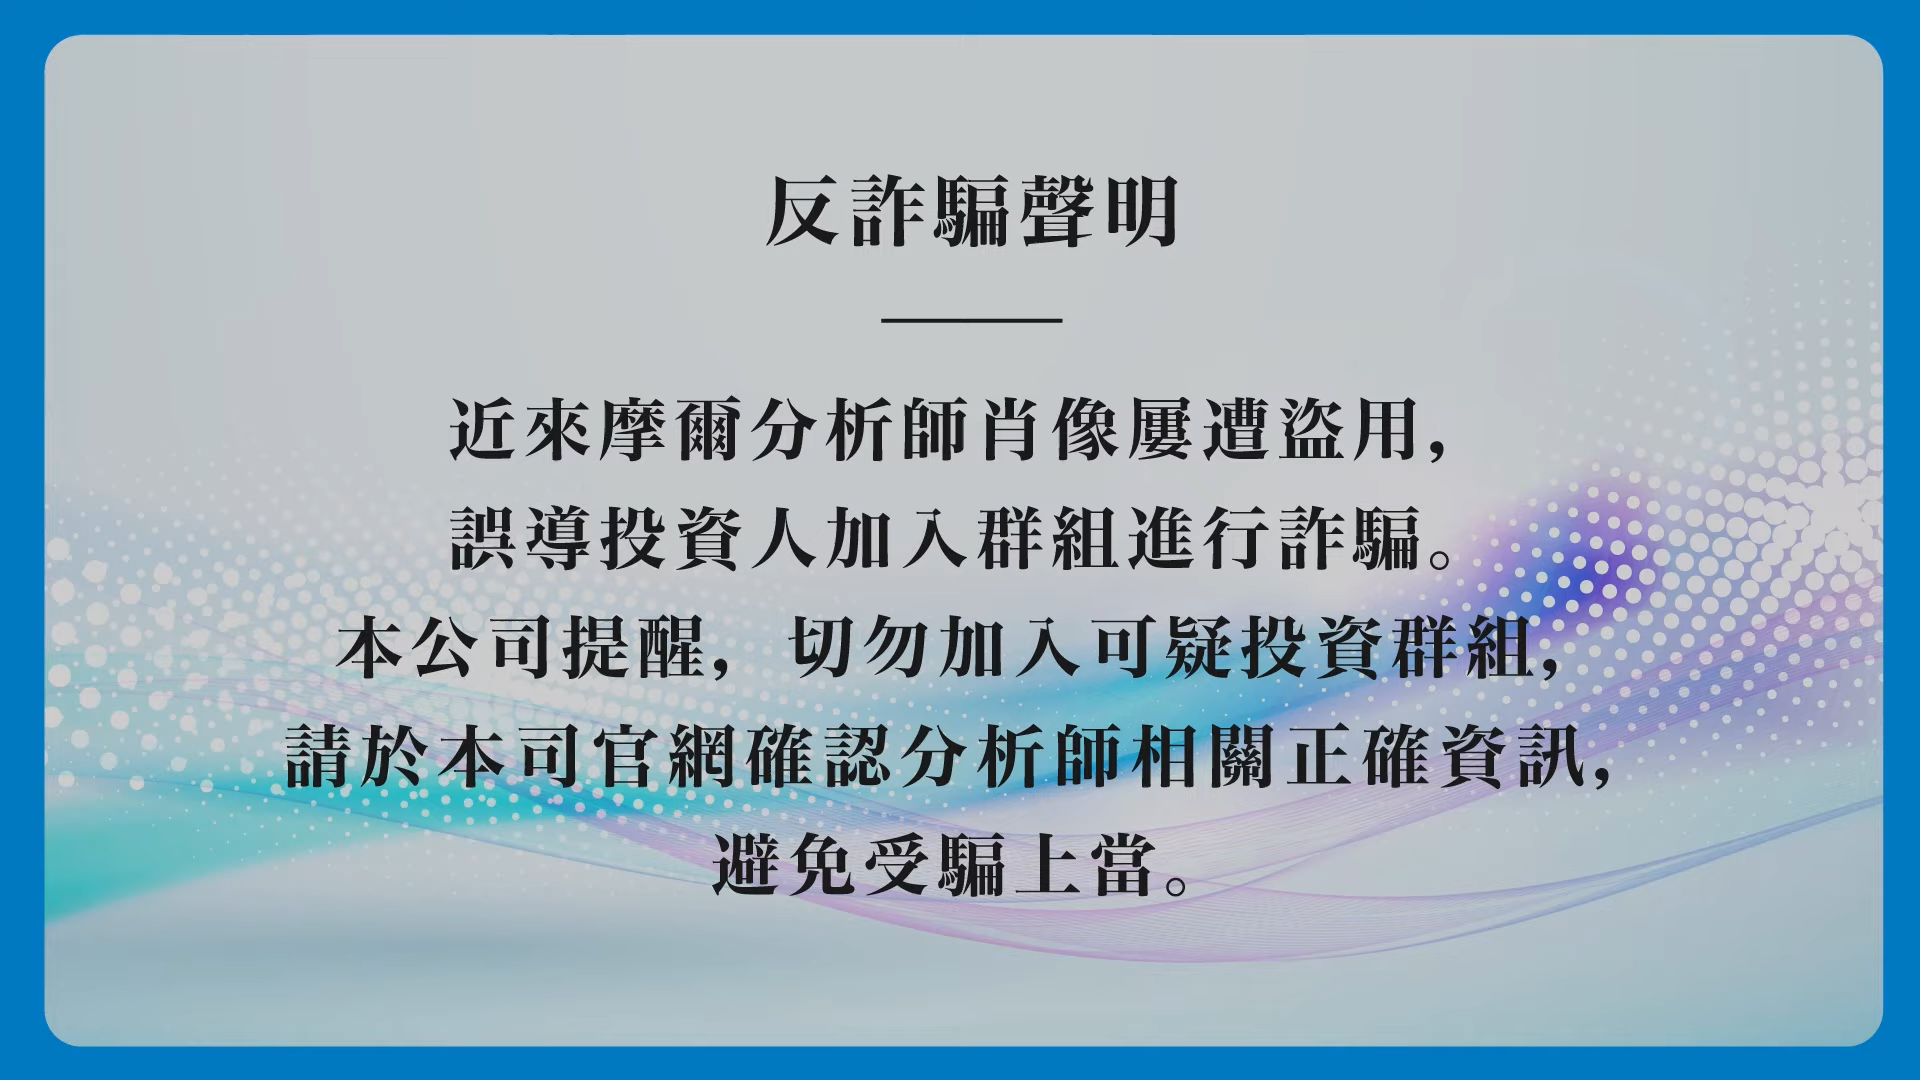 反詐騙聲明
近來摩爾分析師肖像屢遭盜用,
誤導投資人加入群組進行詐騙。
本公司提醒, 切勿加入可疑投資群組,
請於本司官網確認分析師相關正確資訊,
避免受騙上當。